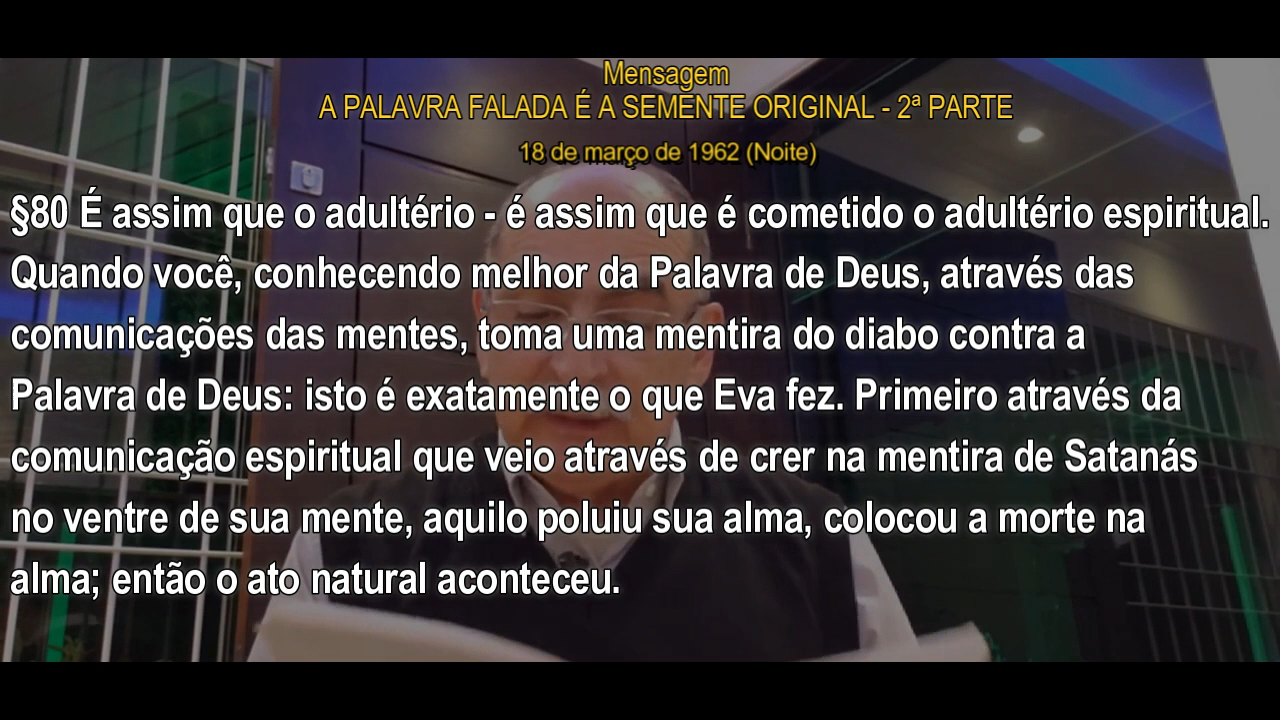 Mensagem
A PALAVRA FALADA É A SEMENTE ORIGINAL - 2ª PARTE
18 de março de 1962 (Noite)
§80 É assim que o adultério - é assim que é cometido o adultério espiritual.
Quando você, conhecendo melhor da Palavra de Deus, através das
comunicações das mentes, toma uma mentira do diabo contra a
Palavra de Deus: isto é exatamente o que Eva fez. Primeiro através da
comunicação espiritual que veio através de crer na mentira de Satanás
no ventre de sua mente, aquilo poluiu sua alma, colocou a morte na
alma; então o ato natural aconteceu.